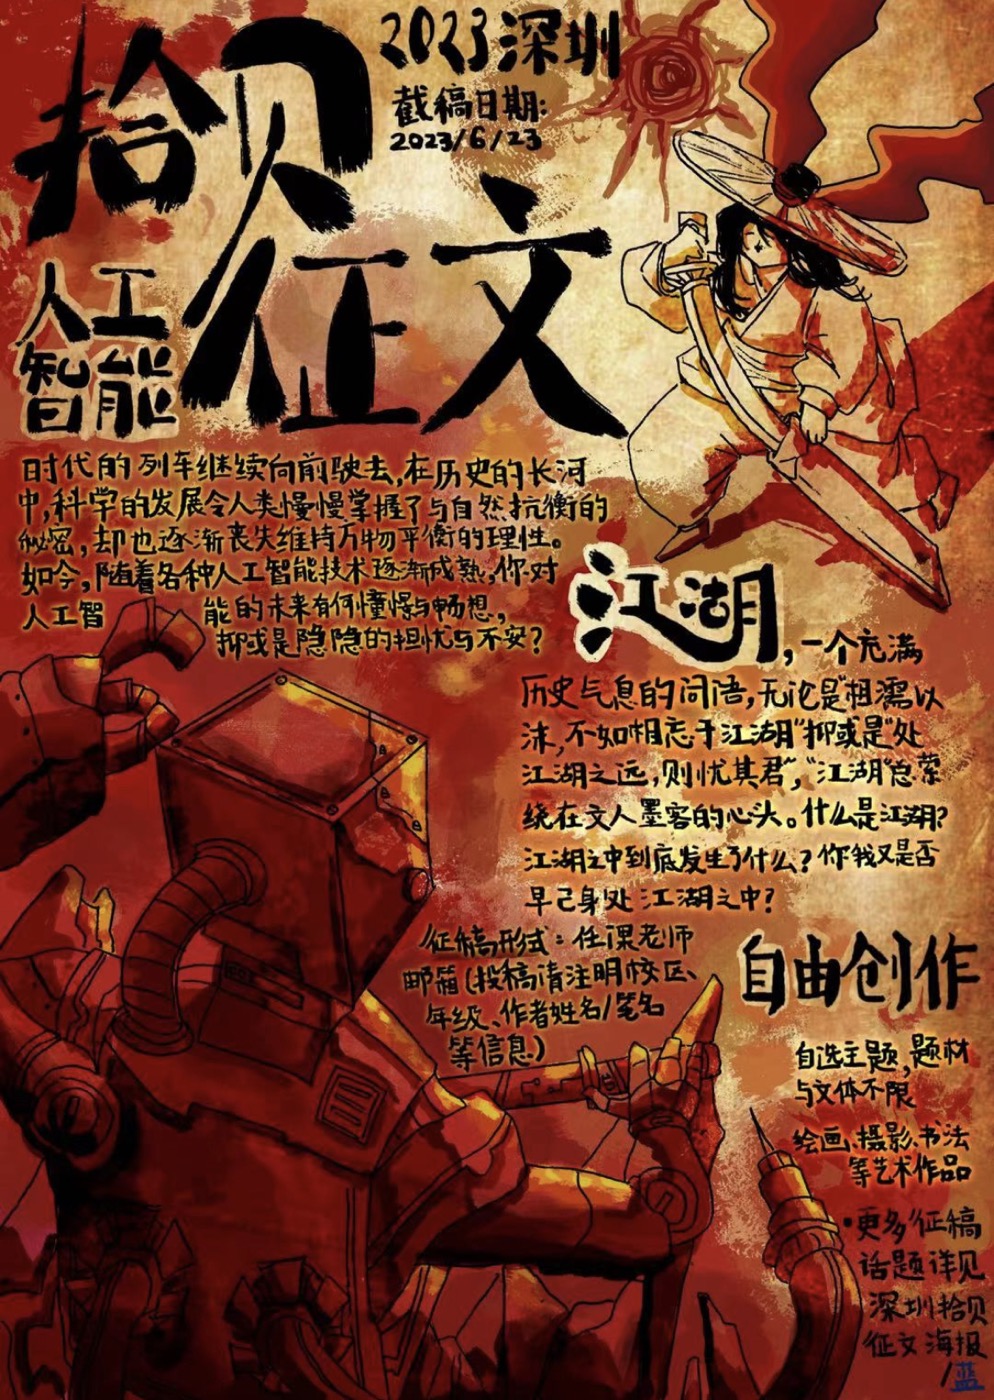 拾贝
征文
2023深圳
截稿日期:
2023/6/23
人工
智能
时代的列车继续向前驶去,在历史的长河
中,科学的发展令人类慢慢掌握了与自然抗衡的
秘密,却也逐渐丧失维持万物平衡的理性。
如今,随着各种人工智能技术逐渐成熟,你对
人工智 能的未来有何憧憬与畅想,
抑或是隐隐的担忧与不安?
江湖,一个充满
历史气息的词语,无论是"相濡以
沫,不如相忘于江湖"抑或是"处
江湖之远,则忧其君","江湖"总萦
绕在文人墨客的心头。什么是江湖?
江湖之中到底发生了什么?你我又是否
早已身处江湖之中?
征稿形式:任课老师
邮箱(投稿请注明校区、
年级、作者姓名/笔名
等信息)
自由创作
自选主题,题材
与文体不限
绘画、摄影、书法
等艺术作品
·更多征稿
话题详见
深圳拾贝
征文海报
/蓝